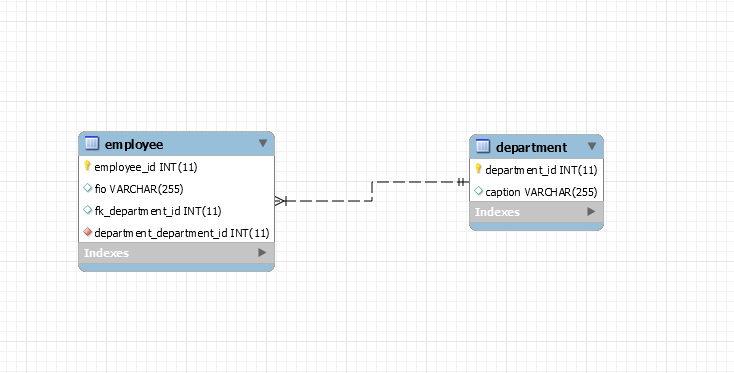 employee
employee_id INT(11)
fio VARCHAR(255)
fk_department_id INT(11)
department_department_id INT(11)
Indexes
department
department_id INT(11)
caption VARCHAR(255)
Indexes